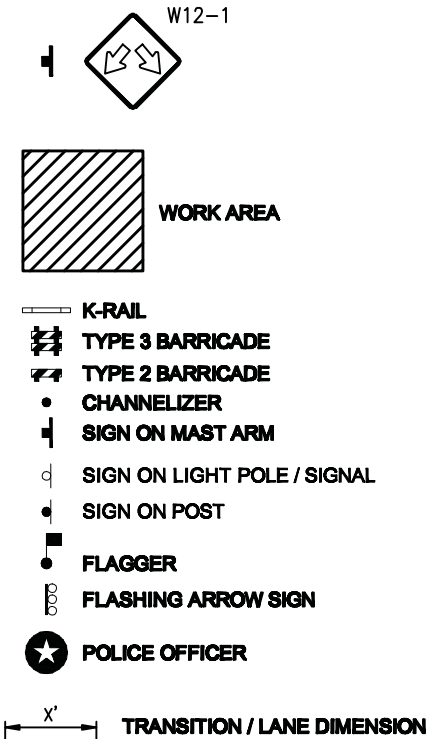 W12-1
WORK AREA
K-RAIL
TYPE 3 BARRICADE
TYPE 2 BARRICADE
CHANNELIZER
SIGN ON MAST ARM
SIGN ON LIGHT POLE / SIGNAL
SIGN ON POST
FLAGGER
FLASHING ARROW SIGN
POLICE OFFICER
X' TRANSITION / LANE DIMENSION